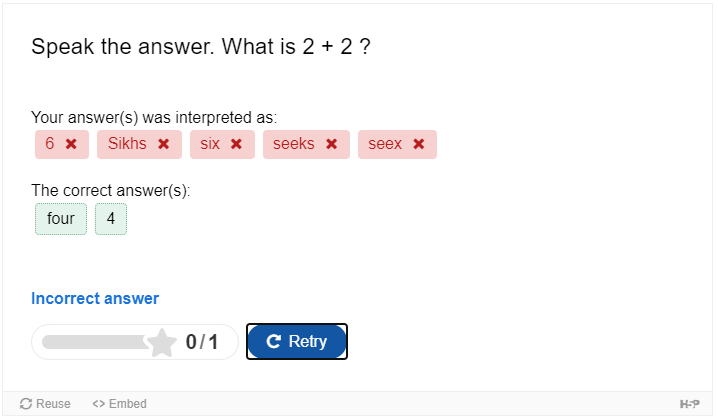 Speak the answer. What is 2 + 2 ?
Your answer(s) was interpreted as:
6 ✖ Sikhs ✖ six ✖ seeks ✖ seex ✖
The correct answer(s):
four 4
Incorrect answer
0/1 Retry
Reuse <> Embed H-P